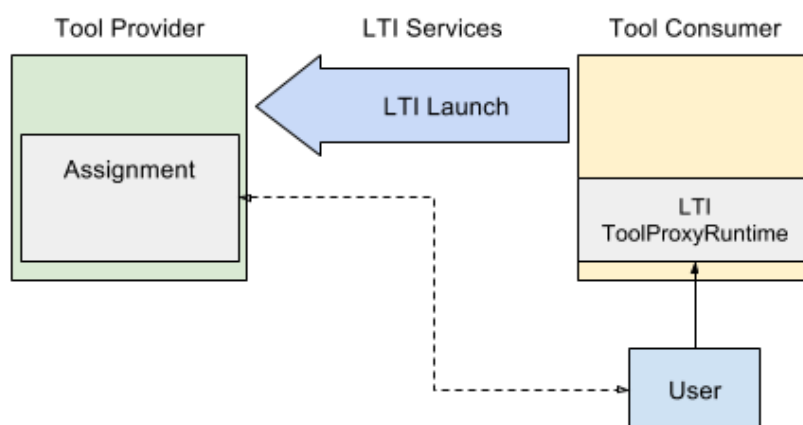 Tool Provider
LTI Services
Tool Consumer
LTI Launch
Assignment
LTI
ToolProxyRuntime
User